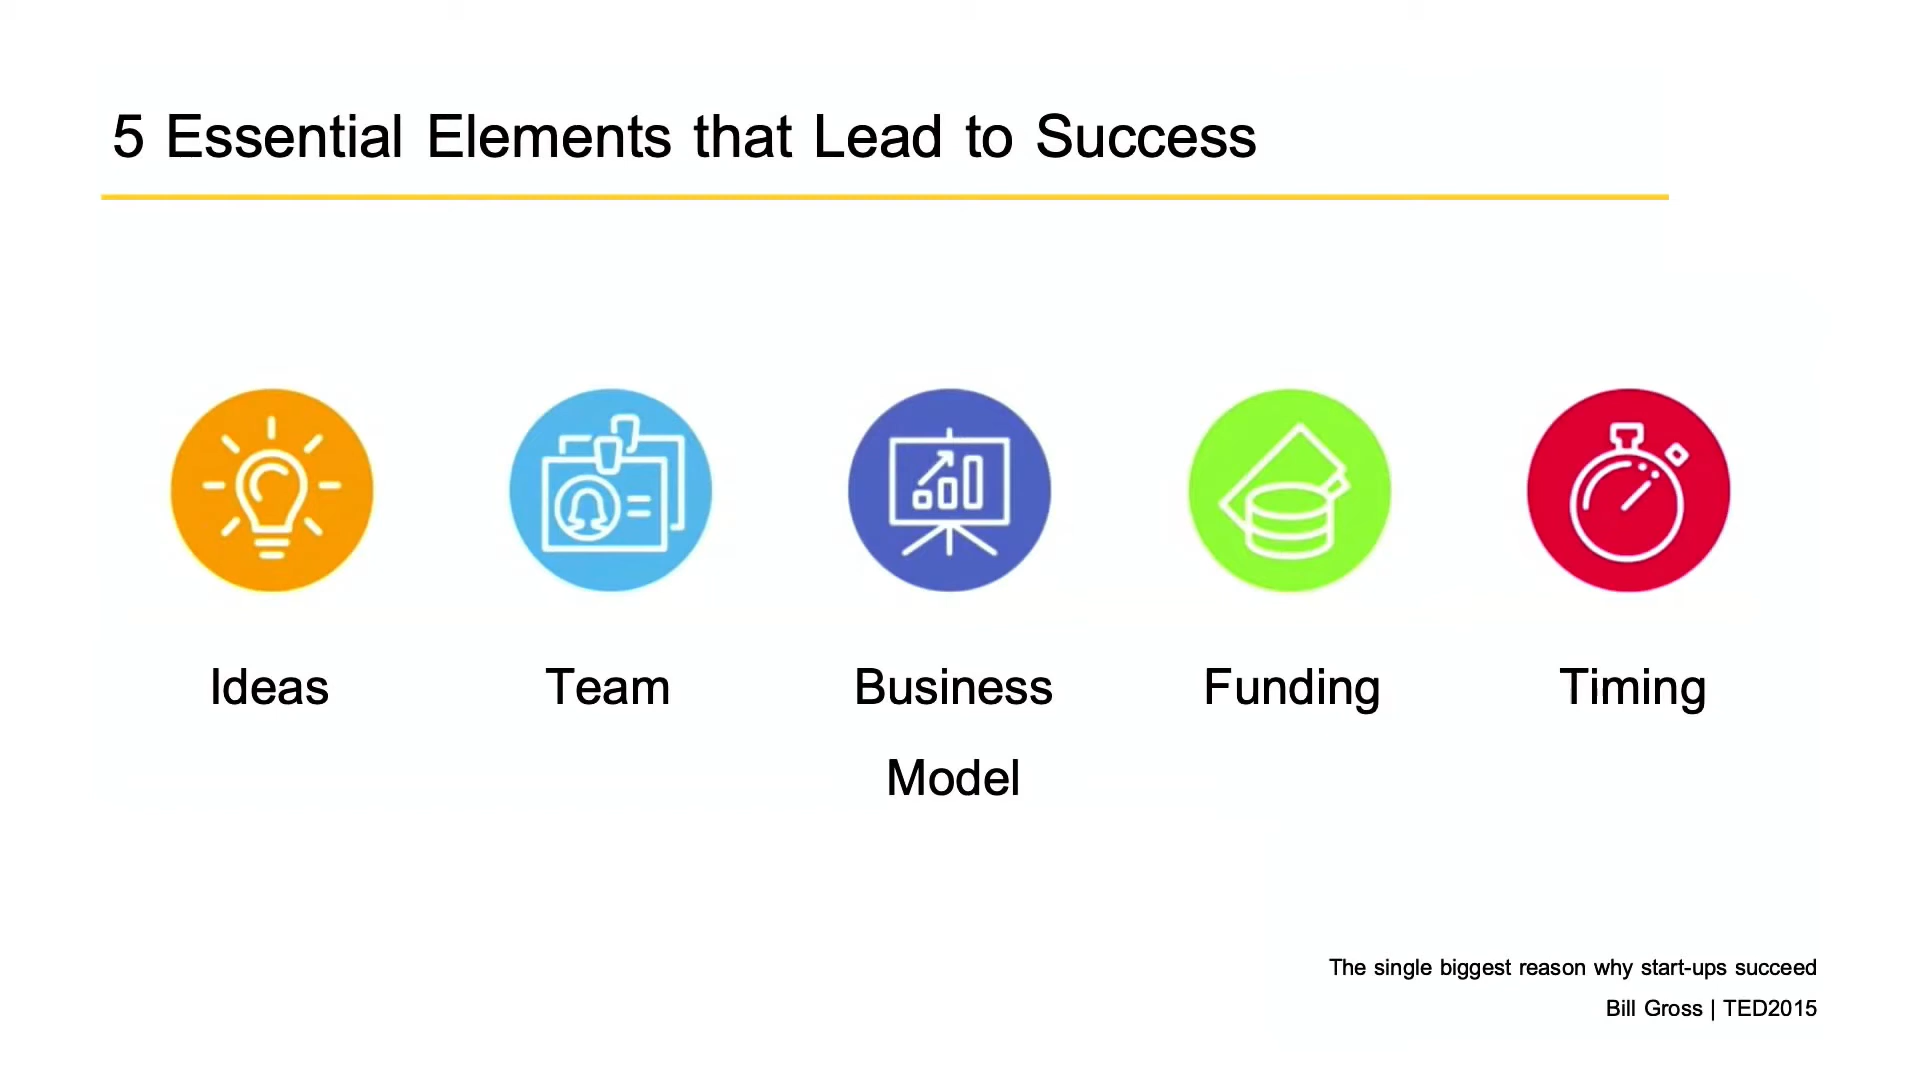 5 Essential Elements that Lead to Success
Ideas
Team
Business
Model
Funding
Timing
The single biggest reason why start-ups succeed
Bill Gross | TED2015